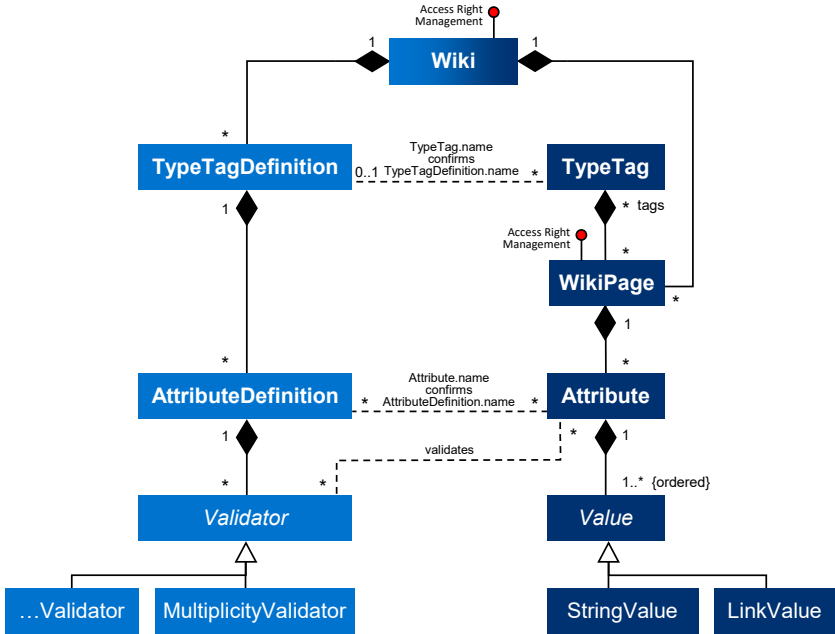 Access Right
Management
1
Wiki
1
*
TypeTag.name
confirms
TypeTagDefinition.name
TypeTagDefinition
0..1
*
TypeTag
1
* tags
Access Right
Management
*
WikiPage
*
1
*
Attribute.name
confirms
AttributeDefinition.name
*
AttributeDefinition
*
*
Attribute
1
*
1
validates
*
*
1..* {ordered}
Validator
Value
...Validator
MultiplicityValidator
StringValue
LinkValue